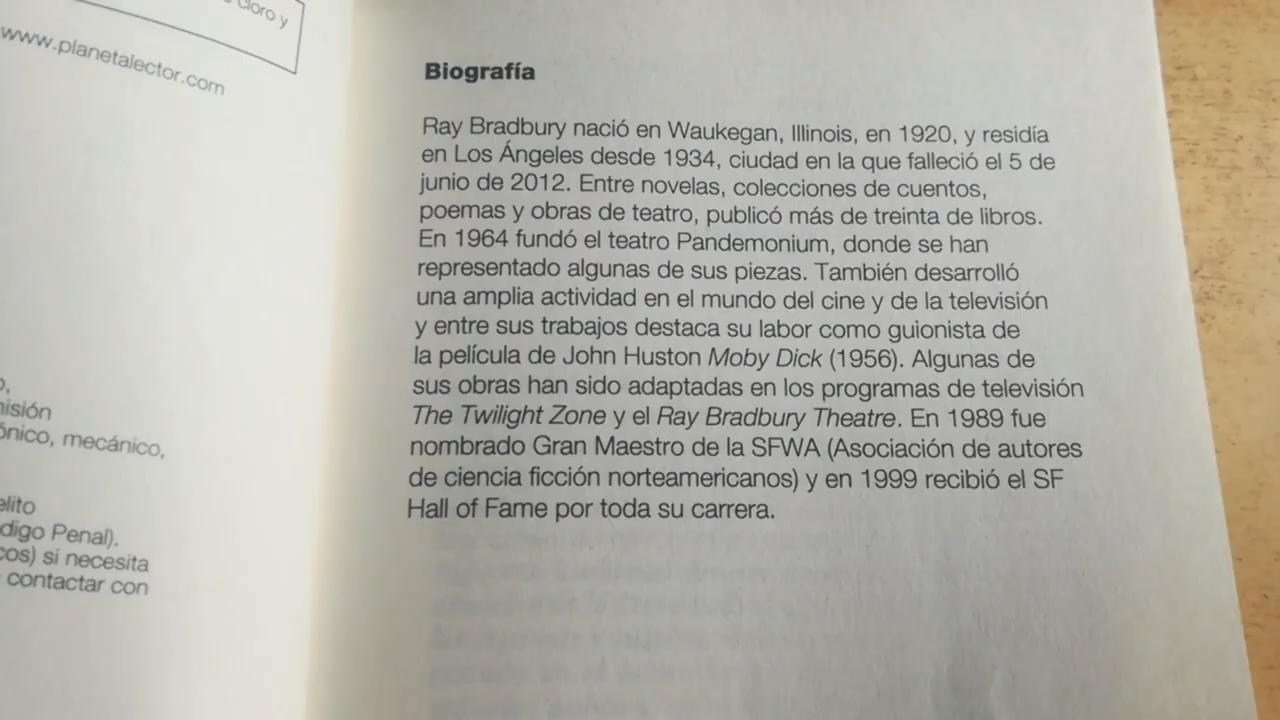 cloro y
www.planetalector.com
misión
ónico, mecánico,
elito
digo Penal).
cos) si necesita
contactar con
Biografía
Ray Bradbury nació en Waukegan, Illinois, en 1920, y residía
en Los Ángeles desde 1934, ciudad en la que falleció el 5 de
junio de 2012. Entre novelas, colecciones de cuentos,
poemas y obras de teatro, publicó más de treinta de libros.
En 1964 fundó el teatro Pandemonium, donde se han
representado algunas de sus piezas. También desarrolló
una amplia actividad en el mundo del cine y de la televisión
y entre sus trabajos destaca su labor como guionista de
la película de John Huston Moby Dick (1956). Algunas de
sus obras han sido adaptadas en los programas de televisión
The Twilight Zone y el Ray Bradbury Theatre. En 1989 fue
nombrado Gran Maestro de la SFWA (Asociación de autores
de ciencia ficción norteamericanos) y en 1999 recibió el SF
Hall of Fame por toda su carrera.